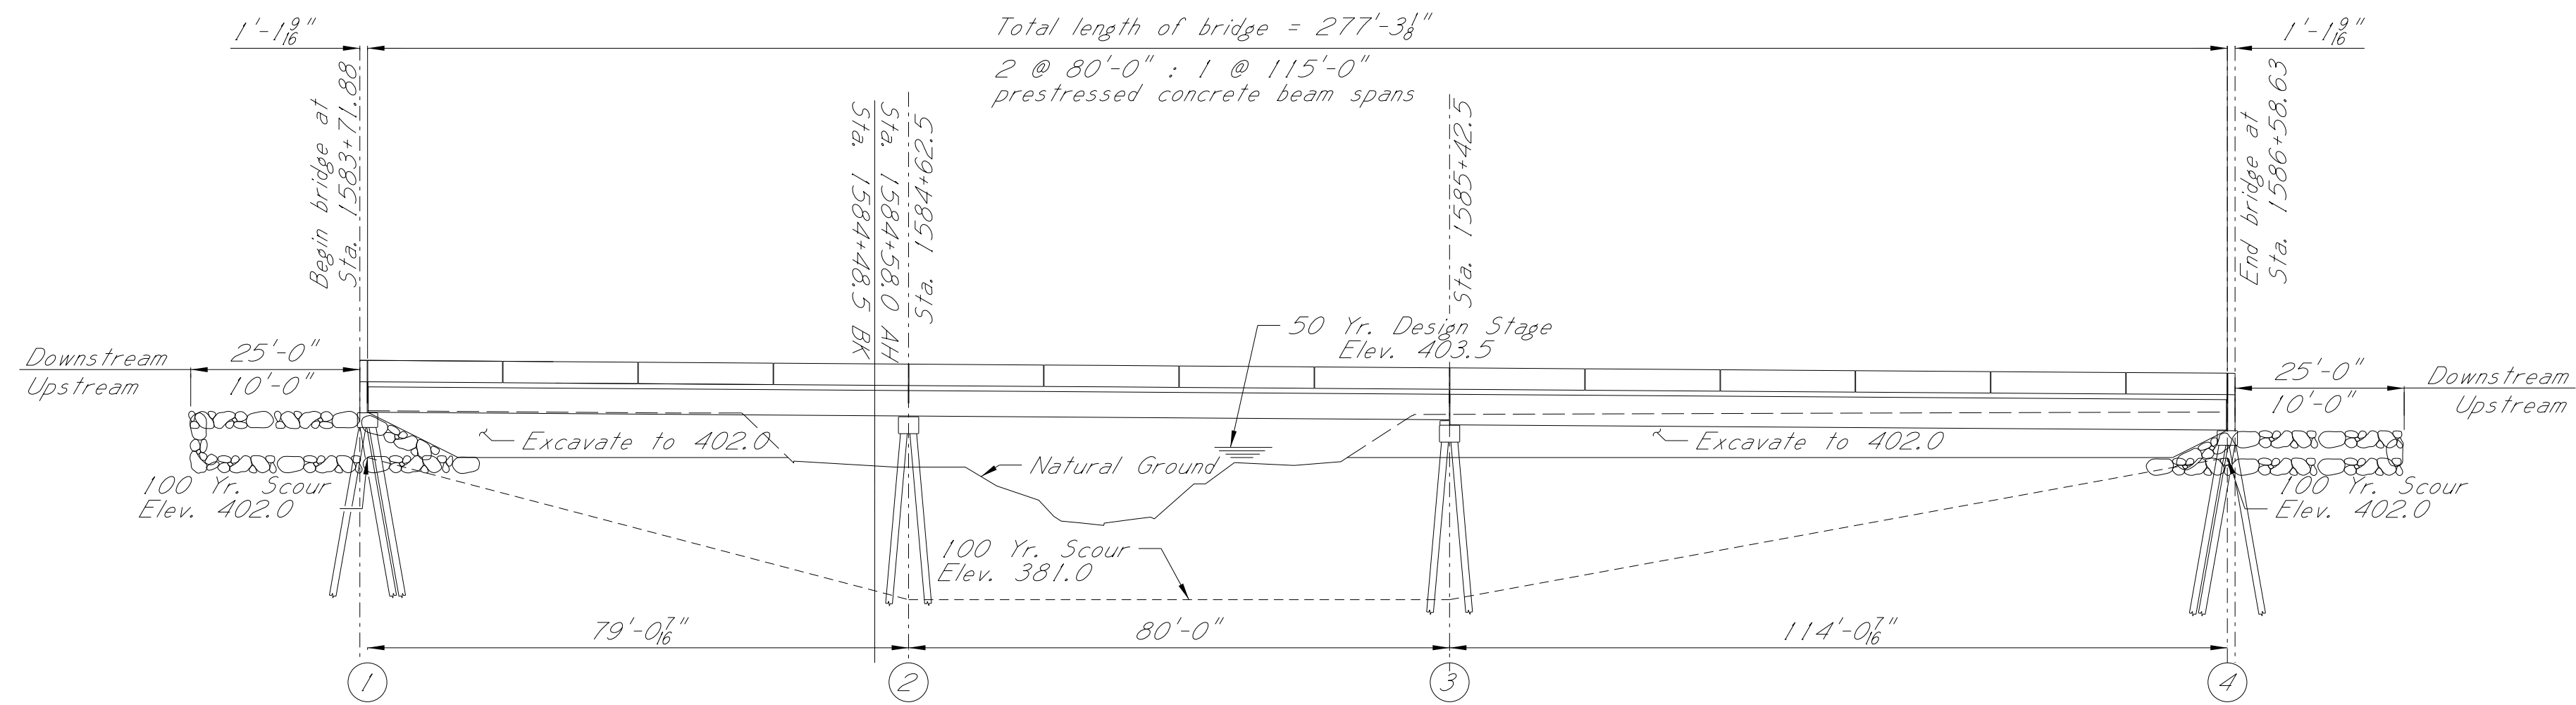 1'-1 9/16"
Total length of bridge = 277'-3 1/8"
1'-1 9/16"
2 @ 80'-0" : 1 @ 115'-0"
prestressed concrete beam spans
Begin bridge at
Sta. 1583+71.88
Sta. 1584+48.5 BK
Sta. 1584+58.0 AH
Sta. 1584+62.5
Sta. 1585+42.5
End bridge at
Sta. 1586+58.63
50 Yr. Design Stage
Elev. 403.5
Downstream
Upstream
25'-0"
10'-0"
25'-0"
10'-0"
Downstream
Upstream
Excavate to 402.0
Natural Ground
Excavate to 402.0
100 Yr. Scour
Elev. 402.0
100 Yr. Scour
Elev. 381.0
100 Yr. Scour
Elev. 402.0
79'-0 7/16"
80'-0"
114'-0 7/16"
1
2
3
4